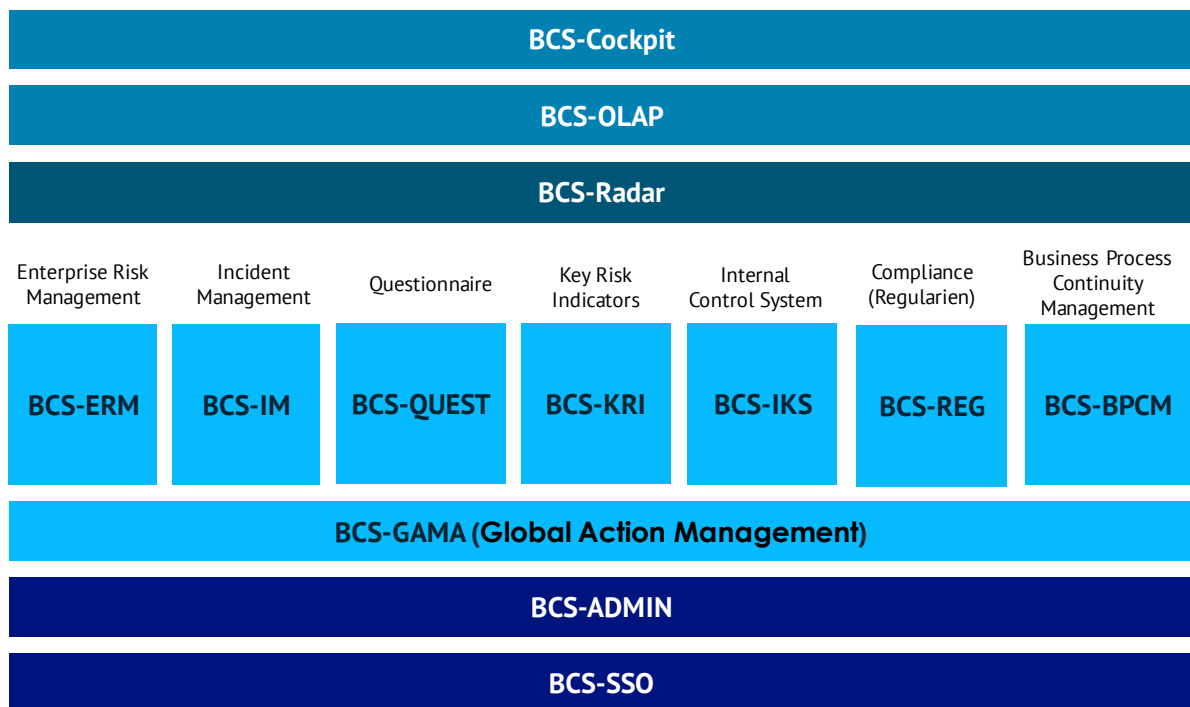 BCS-Cockpit
BCS-OLAP
BCS-Radar
Enterprise Risk
Management
Incident
Management
Questionnaire
Key Risk
Indicators
Internal
Control System
Compliance
(Regularien)
Business Process
Continuity
Management
BCS-ERM
BCS-IM
BCS-QUEST
BCS-KRI
BCS-IKS
BCS-REG
BCS-BPCM
BCS-GAMA (Global Action Management)
BCS-ADMIN
BCS-SSO